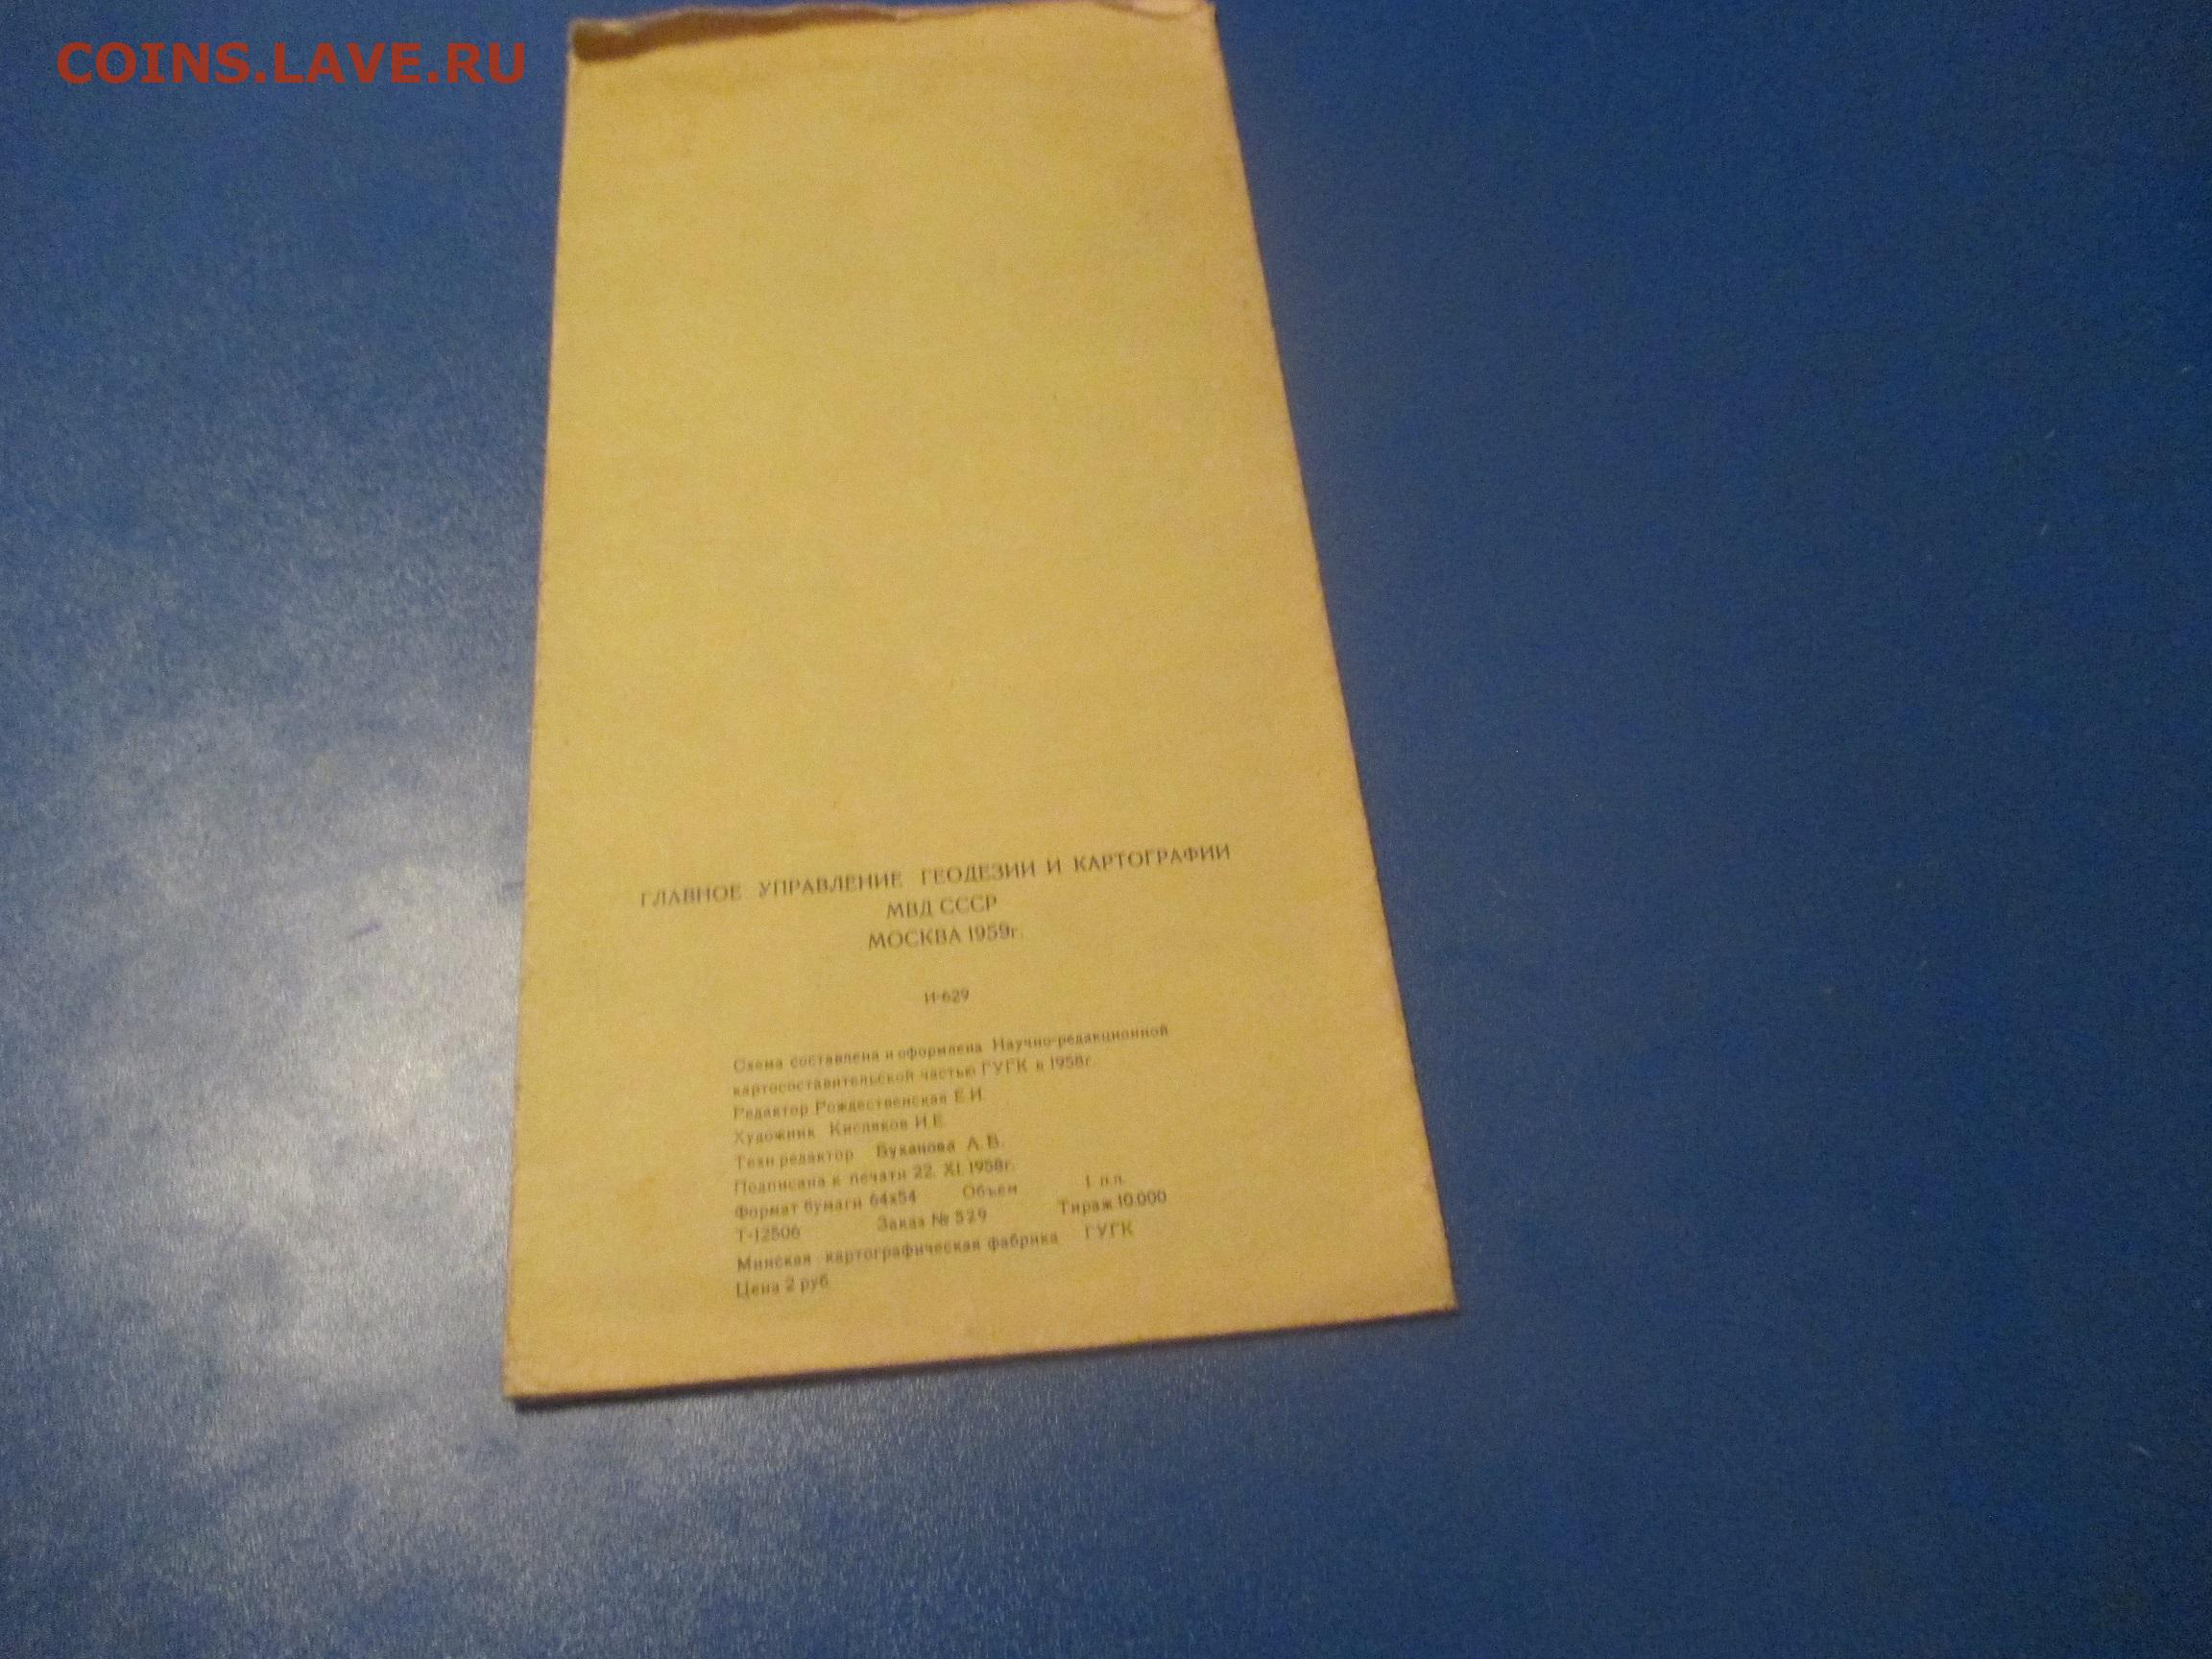 COINS.LAVE.RU
ГЛАВНОЕ УПРАВЛЕНИЕ ГЕОДЕЗИИ И КАРТОГРАФИИ
МВД СССР
МОСКВА 1959г.
И-629
Схема составлена и оформлена Научно-редакционной
картосоставительской частью ГУГК в 1958г.
Редактор Рождественская Е.И.
Художник Кисляков И.Е.
Техн редактор Буханова А.В.
Подписана к печати 22. XI. 1958г.
Формат бумаги 64х54 Объем 1 п.л.
Т-12506 Заказ № 529 Тираж 10.000
Минская картографическая фабрика ГУГК
Цена 2 руб